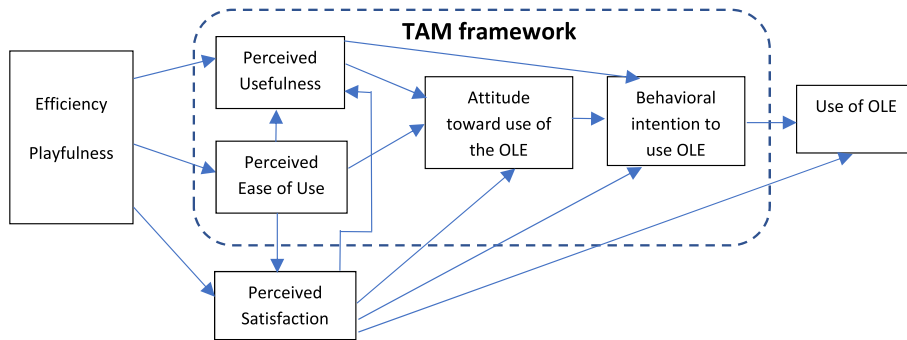 TAM framework
Efficiency
Playfulness
Perceived
Usefulness
Perceived
Ease of Use
Perceived
Satisfaction
Attitude
toward use of
the OLE
Behavioral
intention to
use OLE
Use of OLE